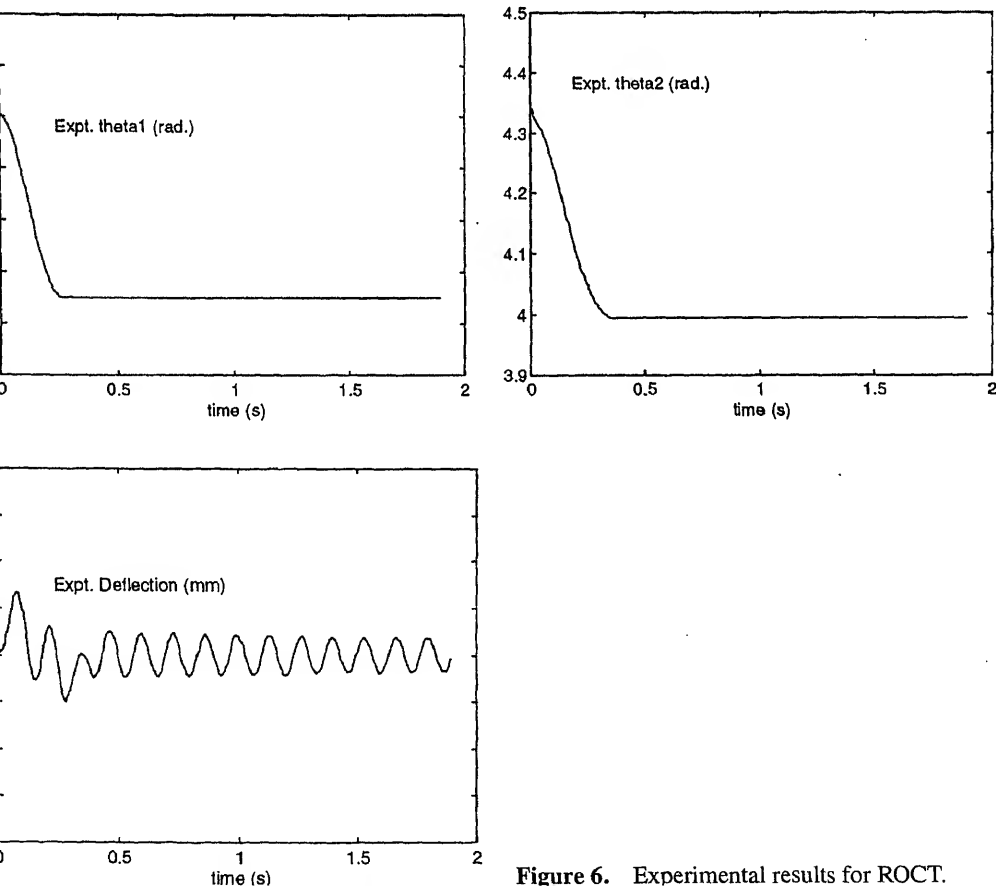 Expt. theta1 (rad.)
0 0.5 1 1.5 2
time (s)
4.5
4.4
4.3
4.2
4.1
4
3.9
Expt. theta2 (rad.)
0 0.5 1 1.5 2
time (s)
Expt. Deflection (mm)
0 0.5 1 1.5 2
time (s)
Figure 6. Experimental results for ROCT.